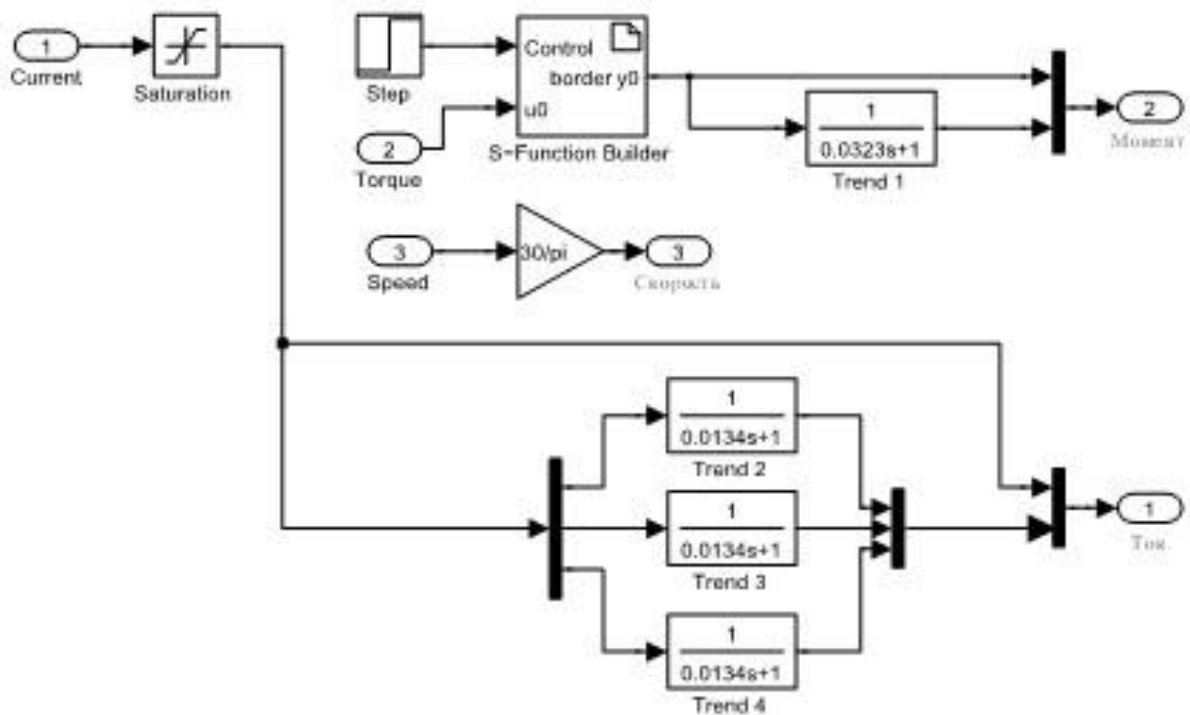 1
Current
Saturation
Step
Control
border y0
u0
S-Function Builder
2
Torque
1
0.0323s+1
Trend 1
2
Момент
3
Speed
30/pi
3
1
0.0134s+1
Trend 2
1
0.0134s+1
Trend 3
1
0.0134s+1
Trend 4
1
Ток